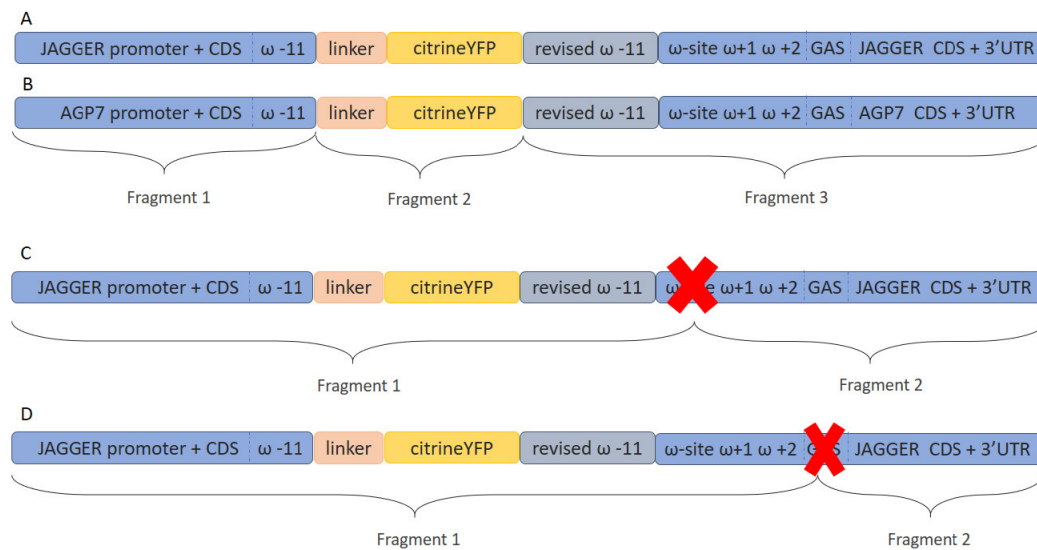 A
JAGGER promoter + CDS ω -11 linker citrineYFP revised ω -11 ω-site ω+1 ω +2 GAS JAGGER CDS + 3’UTR
B
AGP7 promoter + CDS ω -11 linker citrineYFP revised ω -11 ω-site ω+1 ω +2 GAS AGP7 CDS + 3’UTR
Fragment 1 Fragment 2 Fragment 3
C
JAGGER promoter + CDS ω -11 linker citrineYFP revised ω -11 ω+1 ω +2 GAS JAGGER CDS + 3’UTR
Fragment 1 Fragment 2
D
JAGGER promoter + CDS ω -11 linker citrineYFP revised ω -11 ω-site ω+1 ω +2 JAGGER CDS + 3’UTR
Fragment 1 Fragment 2